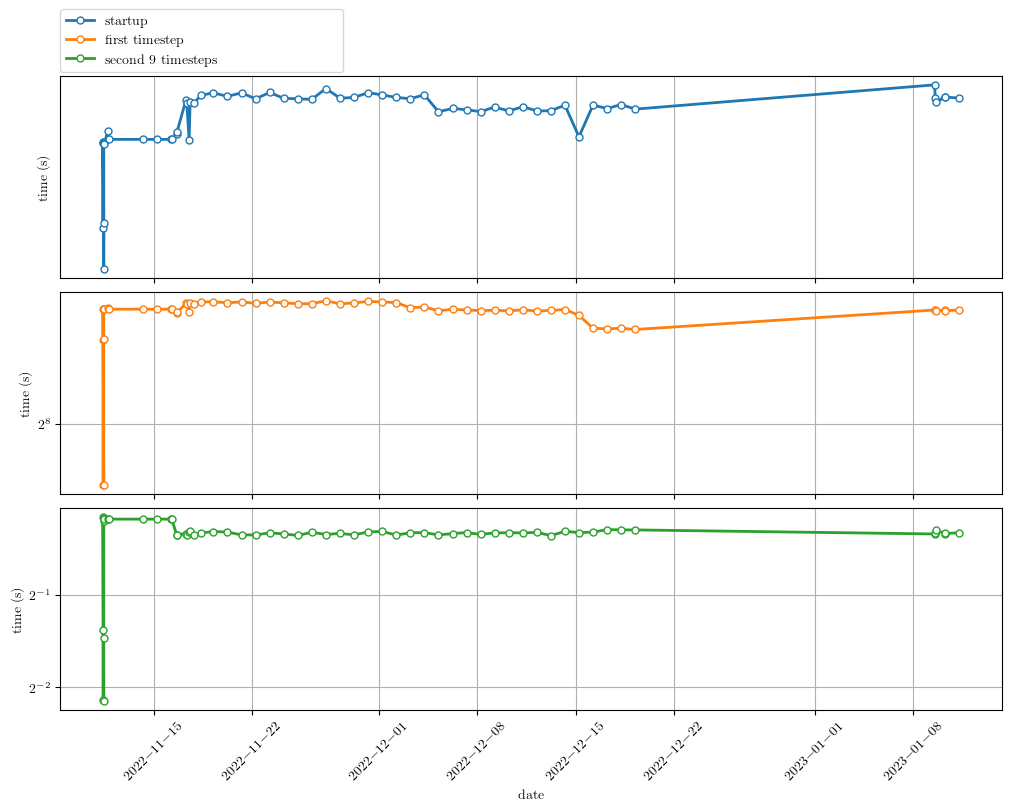 startup
first timestep
second 9 timesteps
time (s)
time (s)
2⁸
time (s)
2⁻¹
2⁻²
2022−11−15
2022−11−22
2022−12−01
2022−12−08
2022−12−15
2022−12−22
2023−01−01
2023−01−08
date